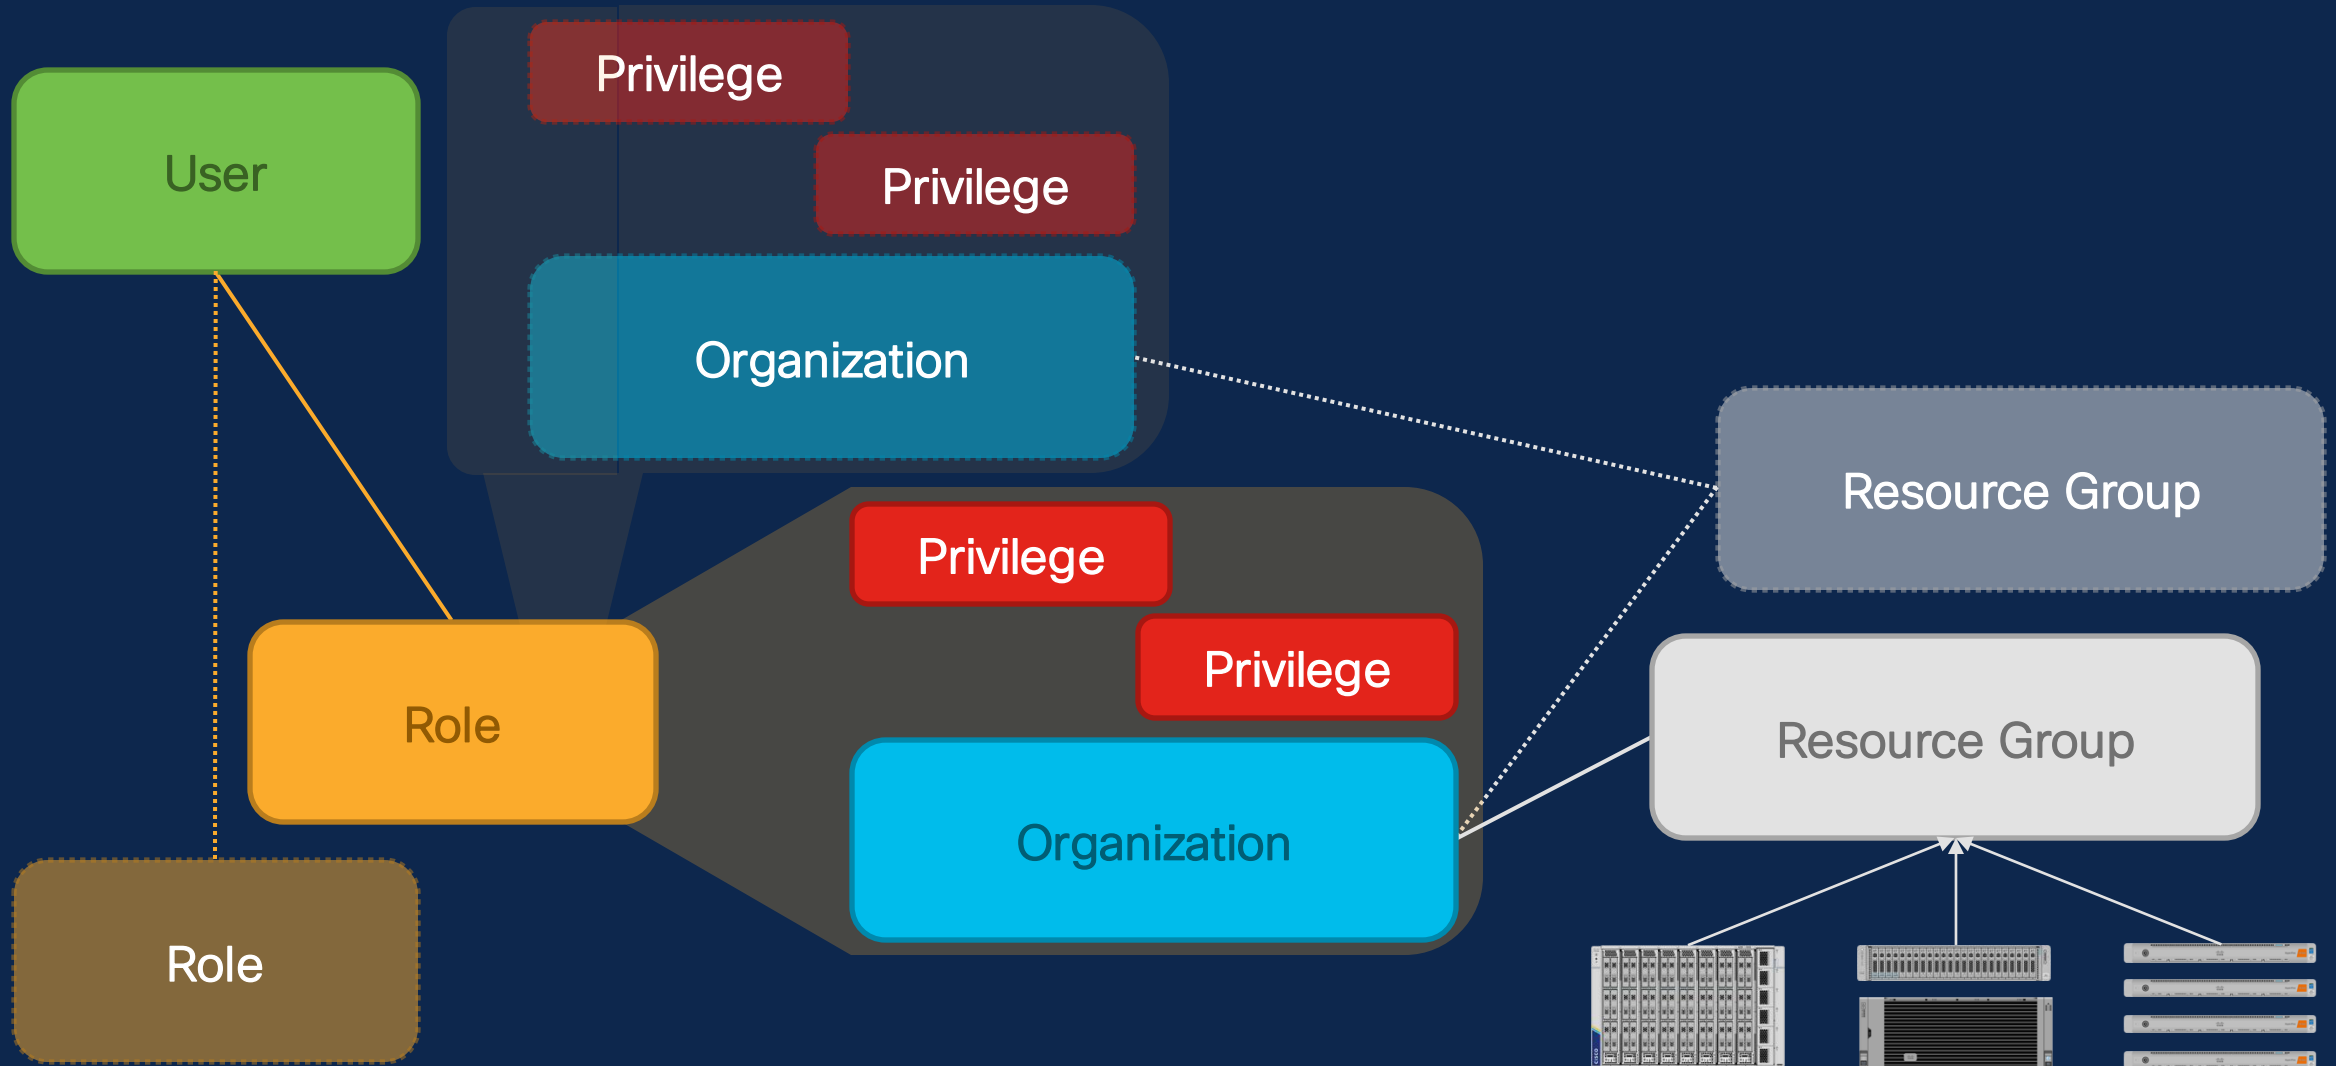 Privilege
User
Privilege
Organization
Resource Group
Privilege
Privilege
Role
Resource Group
Organization
Role